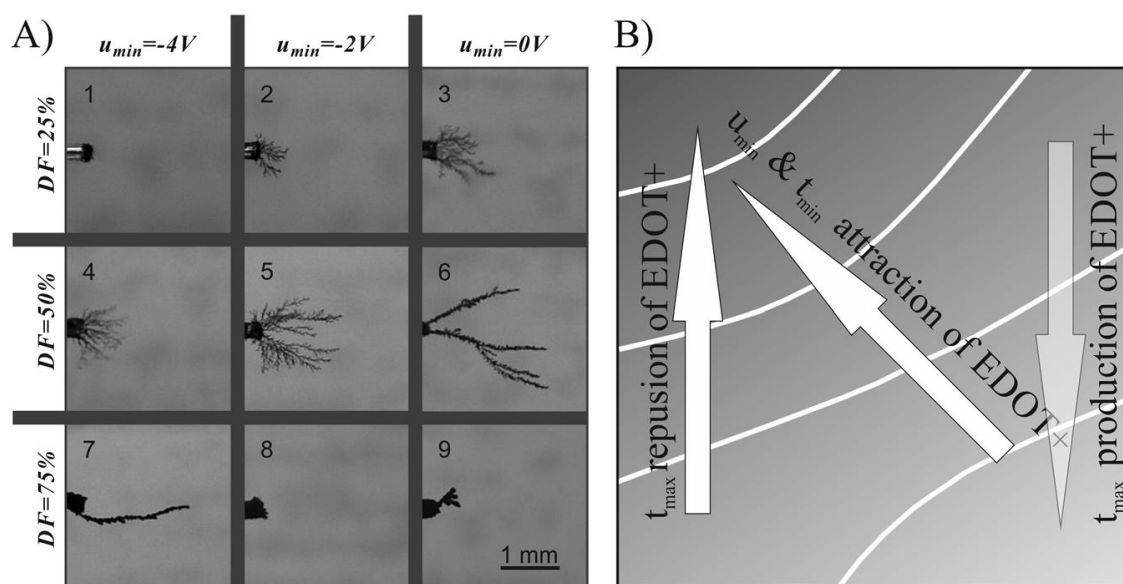 A)
u_min=-4V
u_min=-2V
u_min=0V
DF=25%
1
2
3
DF=50%
4
5
6
DF=75%
7
8
9
1 mm
B)
t_max repusion of EDOT+
u_min & t_min attraction of EDOT×
t_max production of EDOT+